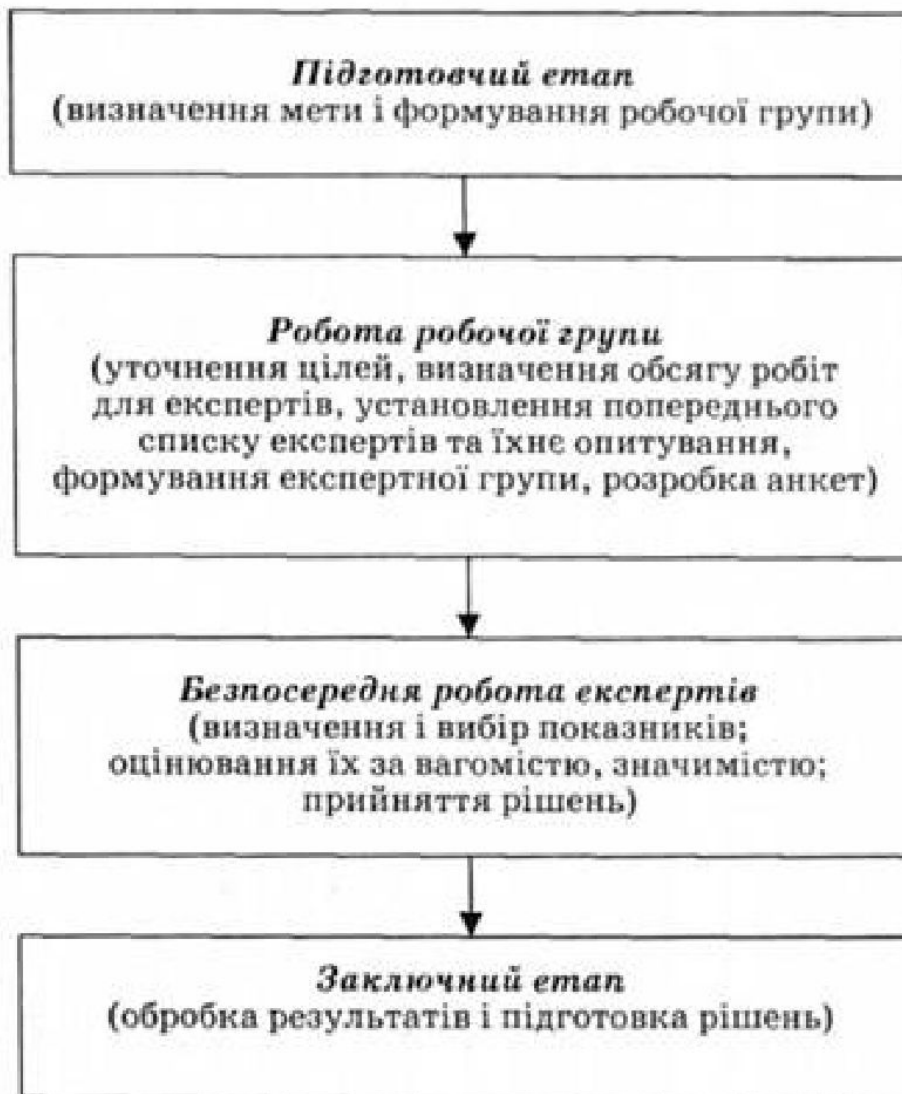 Підготовчий етап
(визначення мети і формування робочої групи)
Робота робочої групи
(уточнення цілей, визначення обсягу робіт
для експертів, установлення попереднього
списку експертів та їхнє опитування,
формування експертної групи, розробка анкет)
Безпосередня робота експертів
(визначення і вибір показників;
оцінювання їх за вагомістю, значимістю;
прийняття рішень)
Заключний етап
(обробка результатів і підготовка рішень)